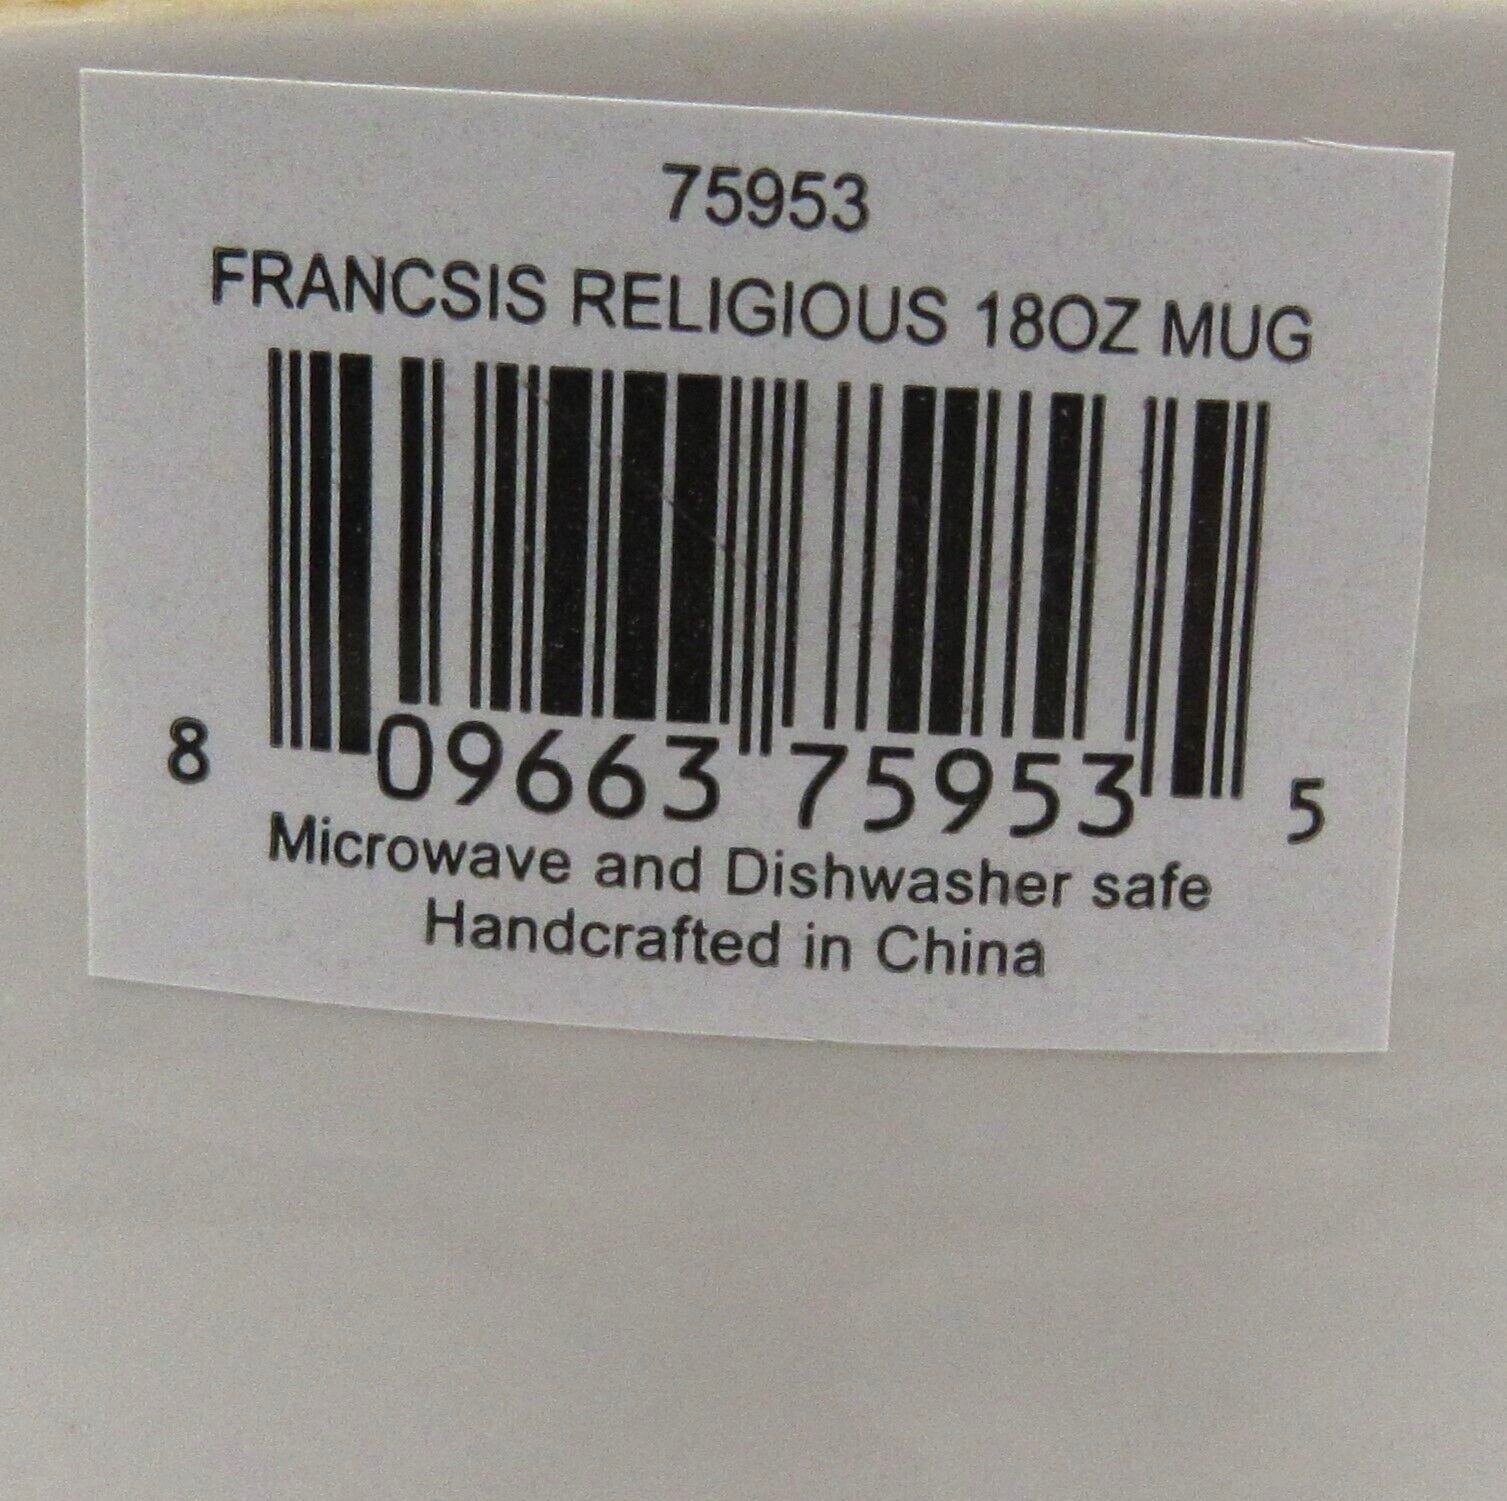 75953
FRANCSIS RELIGIOUS 18OZ MUG
8 09663 75953 5
Microwave and Dishwasher safe
Handcrafted in China